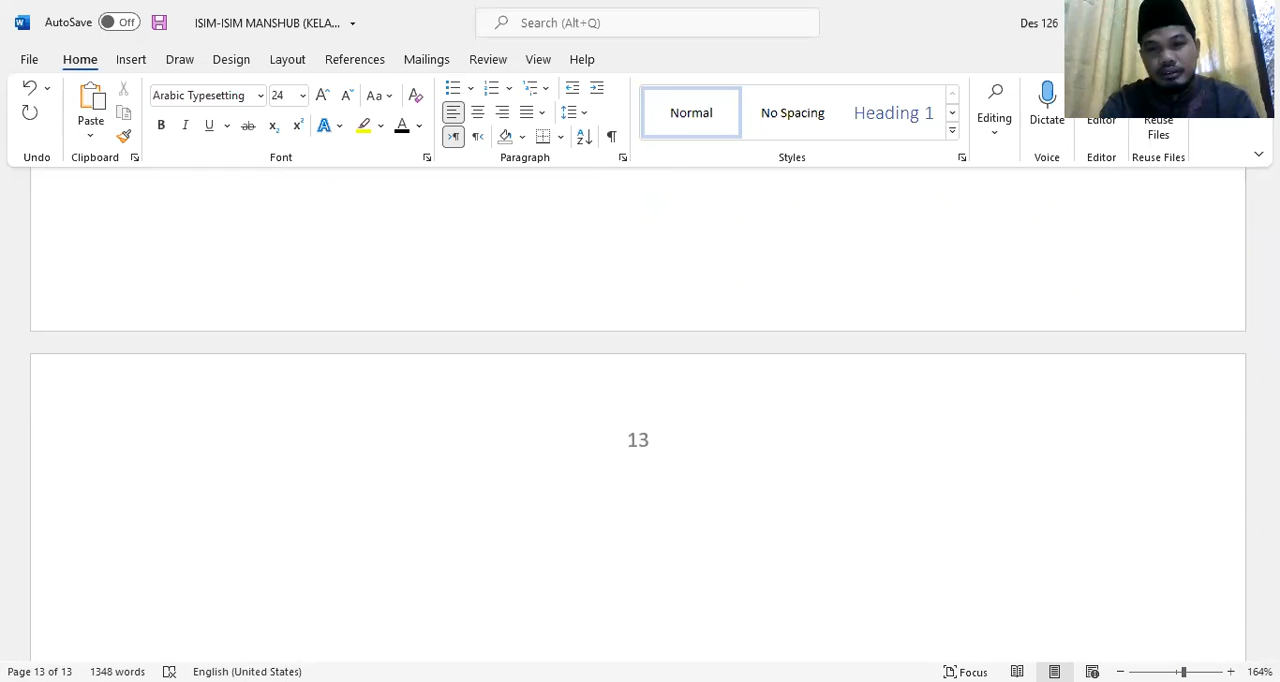 AutoSave Off ISIM-ISIM MANSHUB (KELA... Search (Alt+Q) Des 126
File Home Insert Draw Design Layout References Mailings Review View Help
Paste Arabic Typesetting 24 Aa Normal No Spacing Heading 1 Editing Dictate Editor Reuse Files
Undo Clipboard Font Paragraph Styles Voice Editor Reuse Files
13
Page 13 of 13 1348 words English (United States) Focus 164%